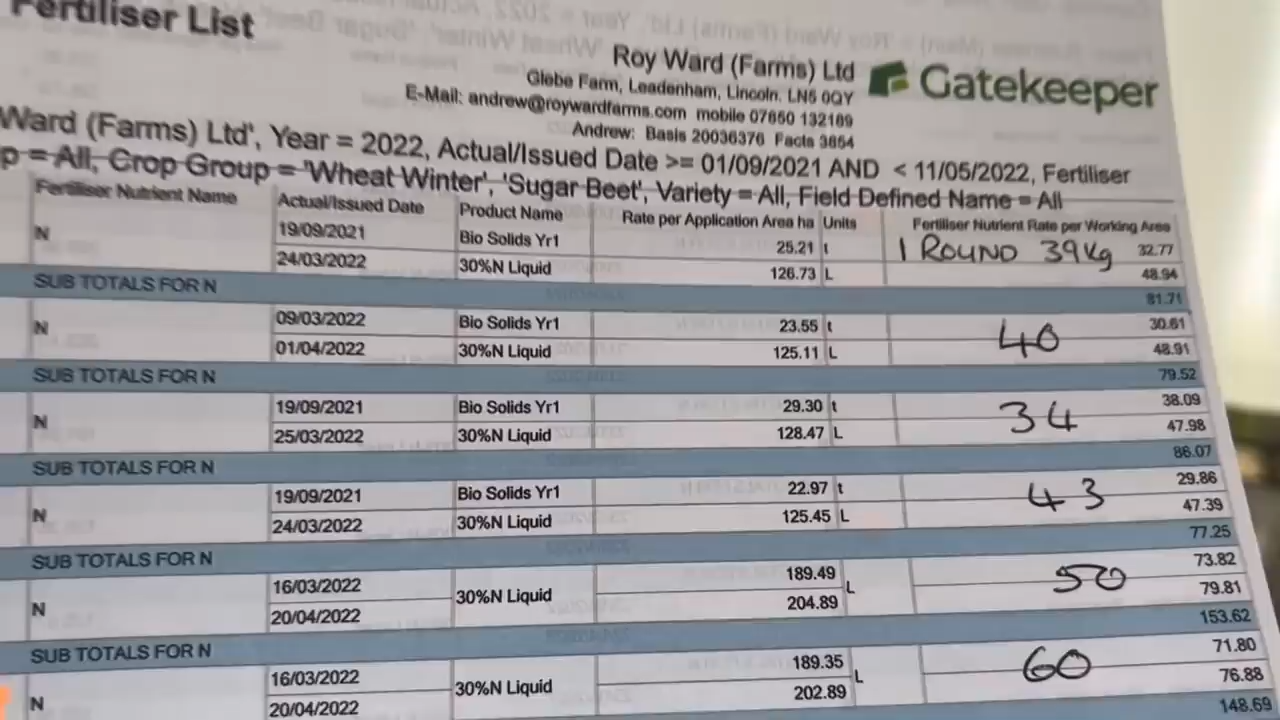 Fertiliser List
Roy Ward (Farms) Ltd
Gatekeeper
Glebe Farm, Leadenham, Lincoln. LN5 0QY
E-Mail: andrew@roywardfarms.com mobile 07850 132189
Andrew: Basis 20036376 Facts 3854
Ward (Farms) Ltd', Year = 2022, Actual/Issued Date >= 01/09/2021 AND < 11/05/2022, Fertiliser
p = All, Crop Group = 'Wheat Winter', 'Sugar Beet', Variety = All, Field Defined Name = All
Fertiliser Nutrient Name Actual/Issued Date Product Name Rate per Application Area ha Units Fertiliser Nutrient Rate per Working Area
N 19/09/2021 Bio Solids Yr1 25.21 t 1 ROUND 39Kg 32.77
24/03/2022 30%N Liquid 126.73 L 48.94
SUB TOTALS FOR N 81.71
N 09/03/2022 Bio Solids Yr1 23.55 t 40 30.61
01/04/2022 30%N Liquid 125.11 L 48.91
SUB TOTALS FOR N 79.52
N 19/09/2021 Bio Solids Yr1 29.30 t 34 38.09
25/03/2022 30%N Liquid 128.47 L 47.98
SUB TOTALS FOR N 86.07
N 19/09/2021 Bio Solids Yr1 22.97 t 43 29.86
24/03/2022 30%N Liquid 125.45 L 47.39
SUB TOTALS FOR N 77.25
N 16/03/2022 30%N Liquid 189.49 L 50 73.82
20/04/2022 204.89 79.81
SUB TOTALS FOR N 153.62
N 16/03/2022 30%N Liquid 189.35 L 60 71.80
20/04/2022 202.89 76.88
148.69